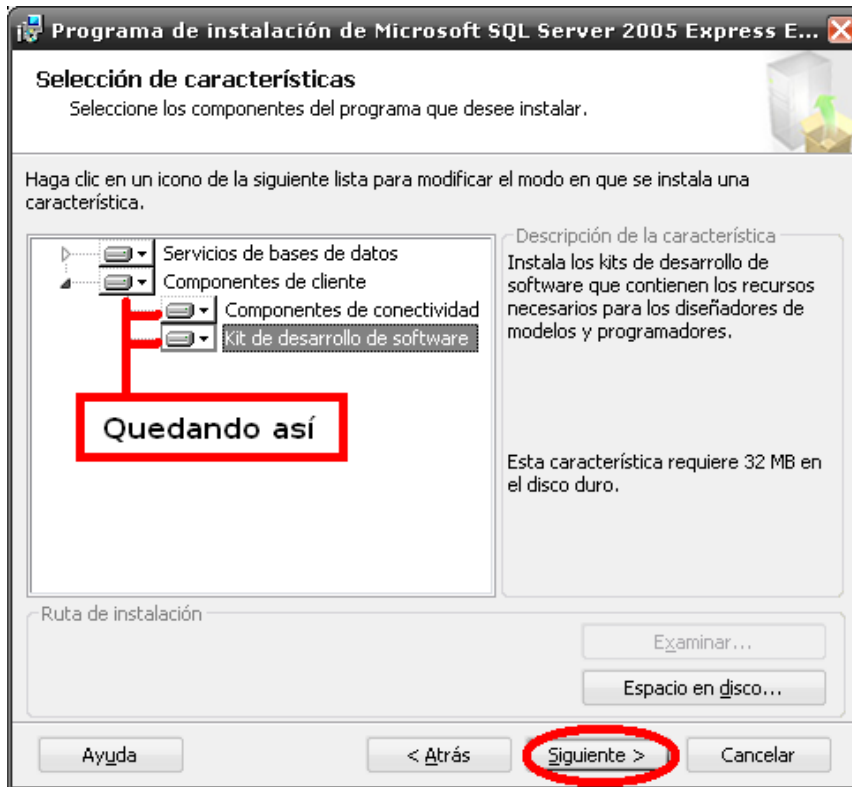 Programa de instalación de Microsoft SQL Server 2005 Express E...
Selección de características
Seleccione los componentes del programa que desee instalar.
Haga clic en un icono de la siguiente lista para modificar el modo en que se instala una
característica.
Servicios de bases de datos
Componentes de cliente
Componentes de conectividad
Kit de desarrollo de software
Quedando así
Descripción de la característica
Instala los kits de desarrollo de
software que contienen los recursos
necesarios para los diseñadores de
modelos y programadores.
Esta característica requiere 32 MB en
el disco duro.
Ruta de instalación
Examinar...
Espacio en disco...
Ayuda
< Atrás
Siguiente >
Cancelar